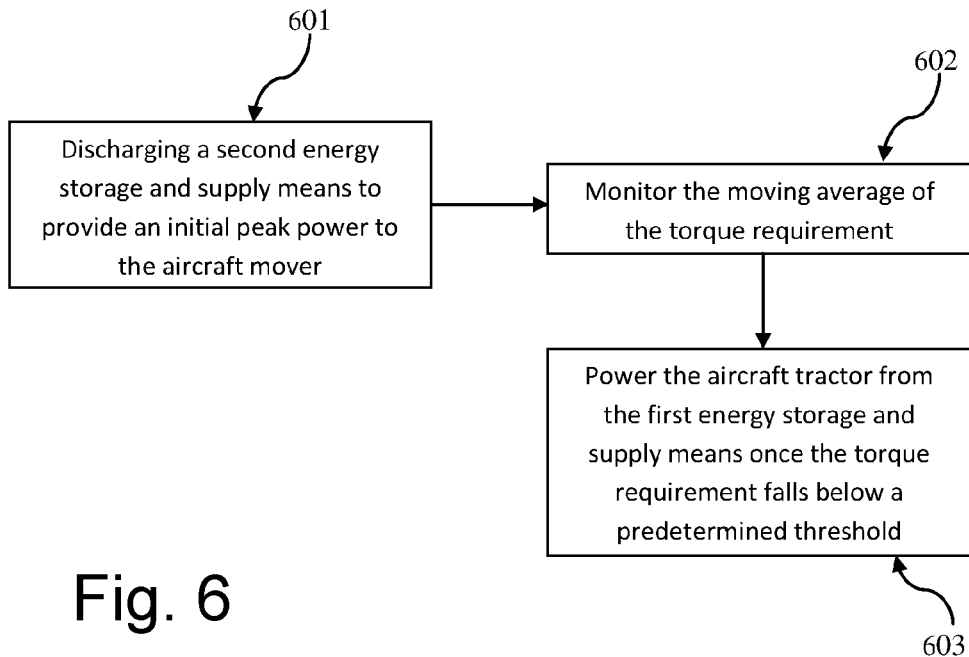 601
Discharging a second energy
storage and supply means to
provide an initial peak power to
the aircraft mover
602
Monitor the moving average of
the torque requirement
Power the aircraft tractor from
the first energy storage and
supply means once the torque
requirement falls below a
predetermined threshold
603
Fig. 6